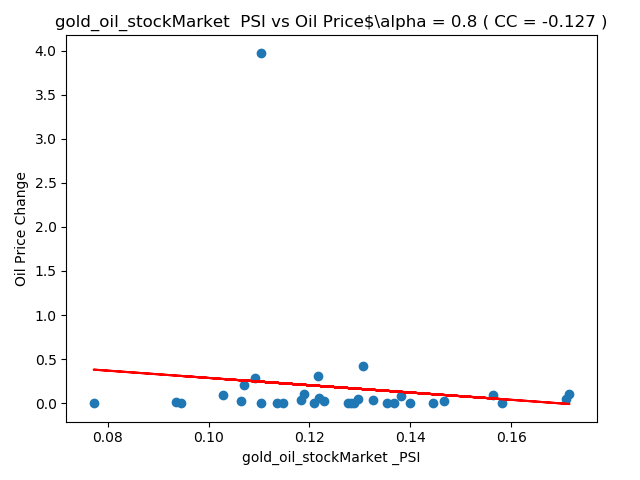 gold_oil_stockMarket  PSI vs Oil Price$\alpha = 0.8 ( CC = -0.127 )
4.0
3.5
3.0
2.5
2.0
1.5
1.0
0.5
0.0
Oil Price Change
0.08 0.10 0.12 0.14 0.16
gold_oil_stockMarket _PSI